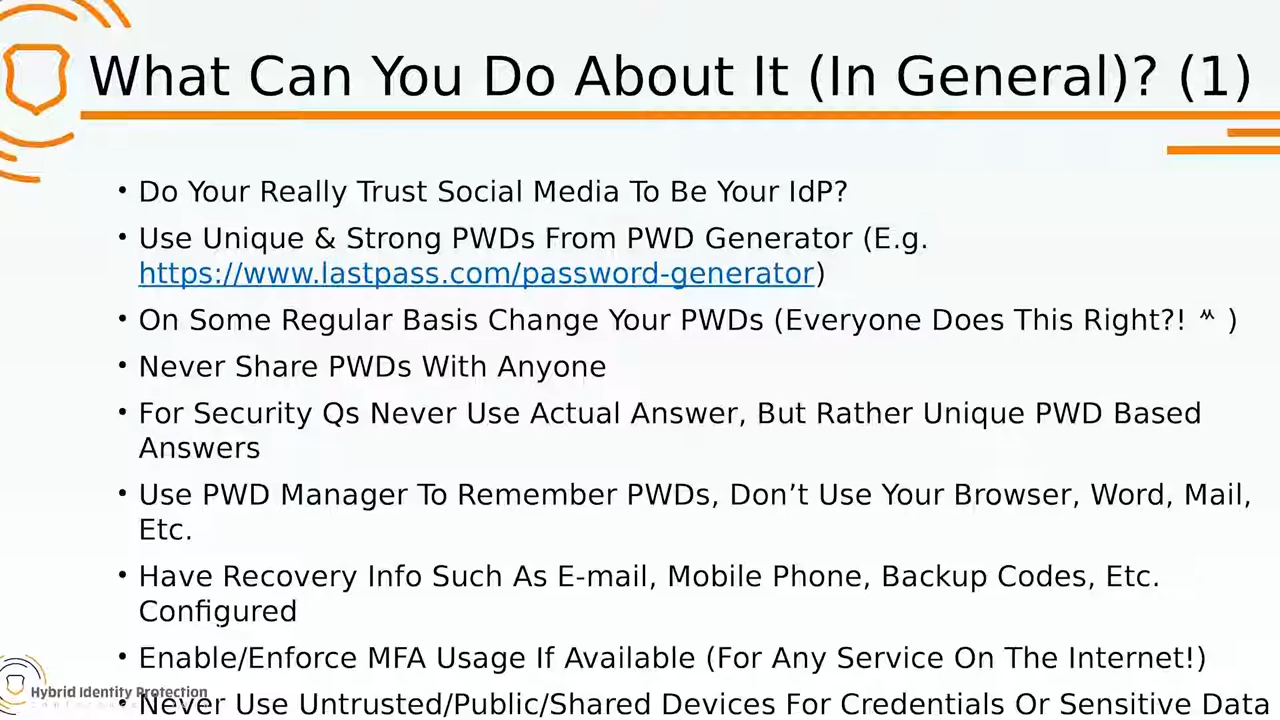 What Can You Do About It (In General)? (1)
• Do Your Really Trust Social Media To Be Your IdP?
• Use Unique & Strong PWDs From PWD Generator (E.g.
https://www.lastpass.com/password-generator)
• On Some Regular Basis Change Your PWDs (Everyone Does This Right?! ^^ )
• Never Share PWDs With Anyone
• For Security Qs Never Use Actual Answer, But Rather Unique PWD Based
Answers
• Use PWD Manager To Remember PWDs, Don’t Use Your Browser, Word, Mail,
Etc.
• Have Recovery Info Such As E-mail, Mobile Phone, Backup Codes, Etc.
Configured
• Enable/Enforce MFA Usage If Available (For Any Service On The Internet!)
Hybrid Identity Protection
• Never Use Untrusted/Public/Shared Devices For Credentials Or Sensitive Data